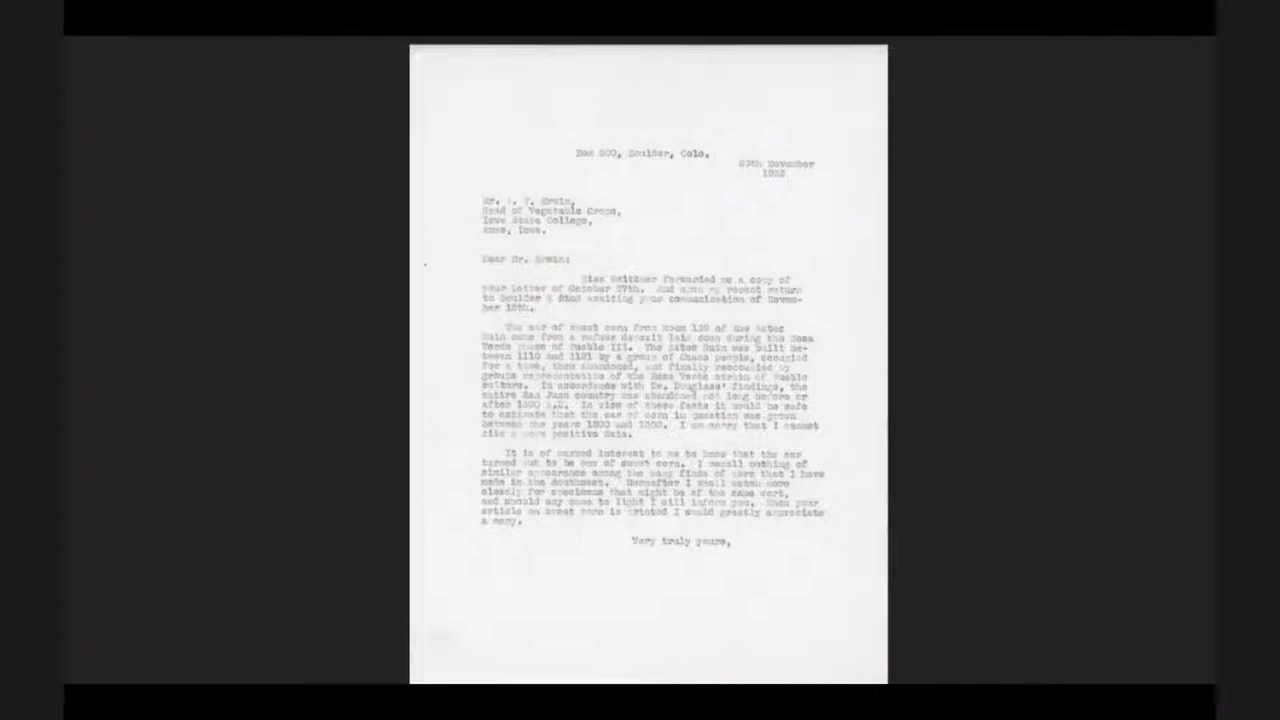 Box 500, Boulder, Colo.
November
Mr. A. T. Erwin,
Head of Vegetable Crops,
Iowa State College,
Ames, Iowa.
Dear Mr. Erwin:
Miss Weitzner forwarded me a copy of
your letter of October 27th. And upon my recent return
to Boulder I find awaiting your communication of Novem-
ber 18th.
The ear of sweet corn from Room 139 of the Aztec
Ruin came from a refuse deposit laid down during the Mesa
Verde phase of Pueblo III. The Aztec Ruin was built be-
tween 1110 and 1121 by a group of Chaco people, occupied
for a time, then abandoned, and finally reoccupied by
groups representative of the Mesa Verde strain of Pueblo
culture. In accordance with Dr. Douglass' findings, the
entire San Juan country was abandoned not long before or
after 1300 A.D. In view of these facts it would be safe
to estimate that the ear of corn in question was grown
between the years 1200 and 1300. I am sorry that I cannot
cite a more positive date.
It is of marked interest to me to know that the ear
turned out to be one of sweet corn. I recall nothing of
similar appearance among the many finds of corn that I have
made in the Southwest. Hereafter I shall watch more
closely for specimens that might be of the same sort,
and should any come to light I will inform you. When your
article on sweet corn is printed I would greatly appreciate
a copy.
Very truly yours,